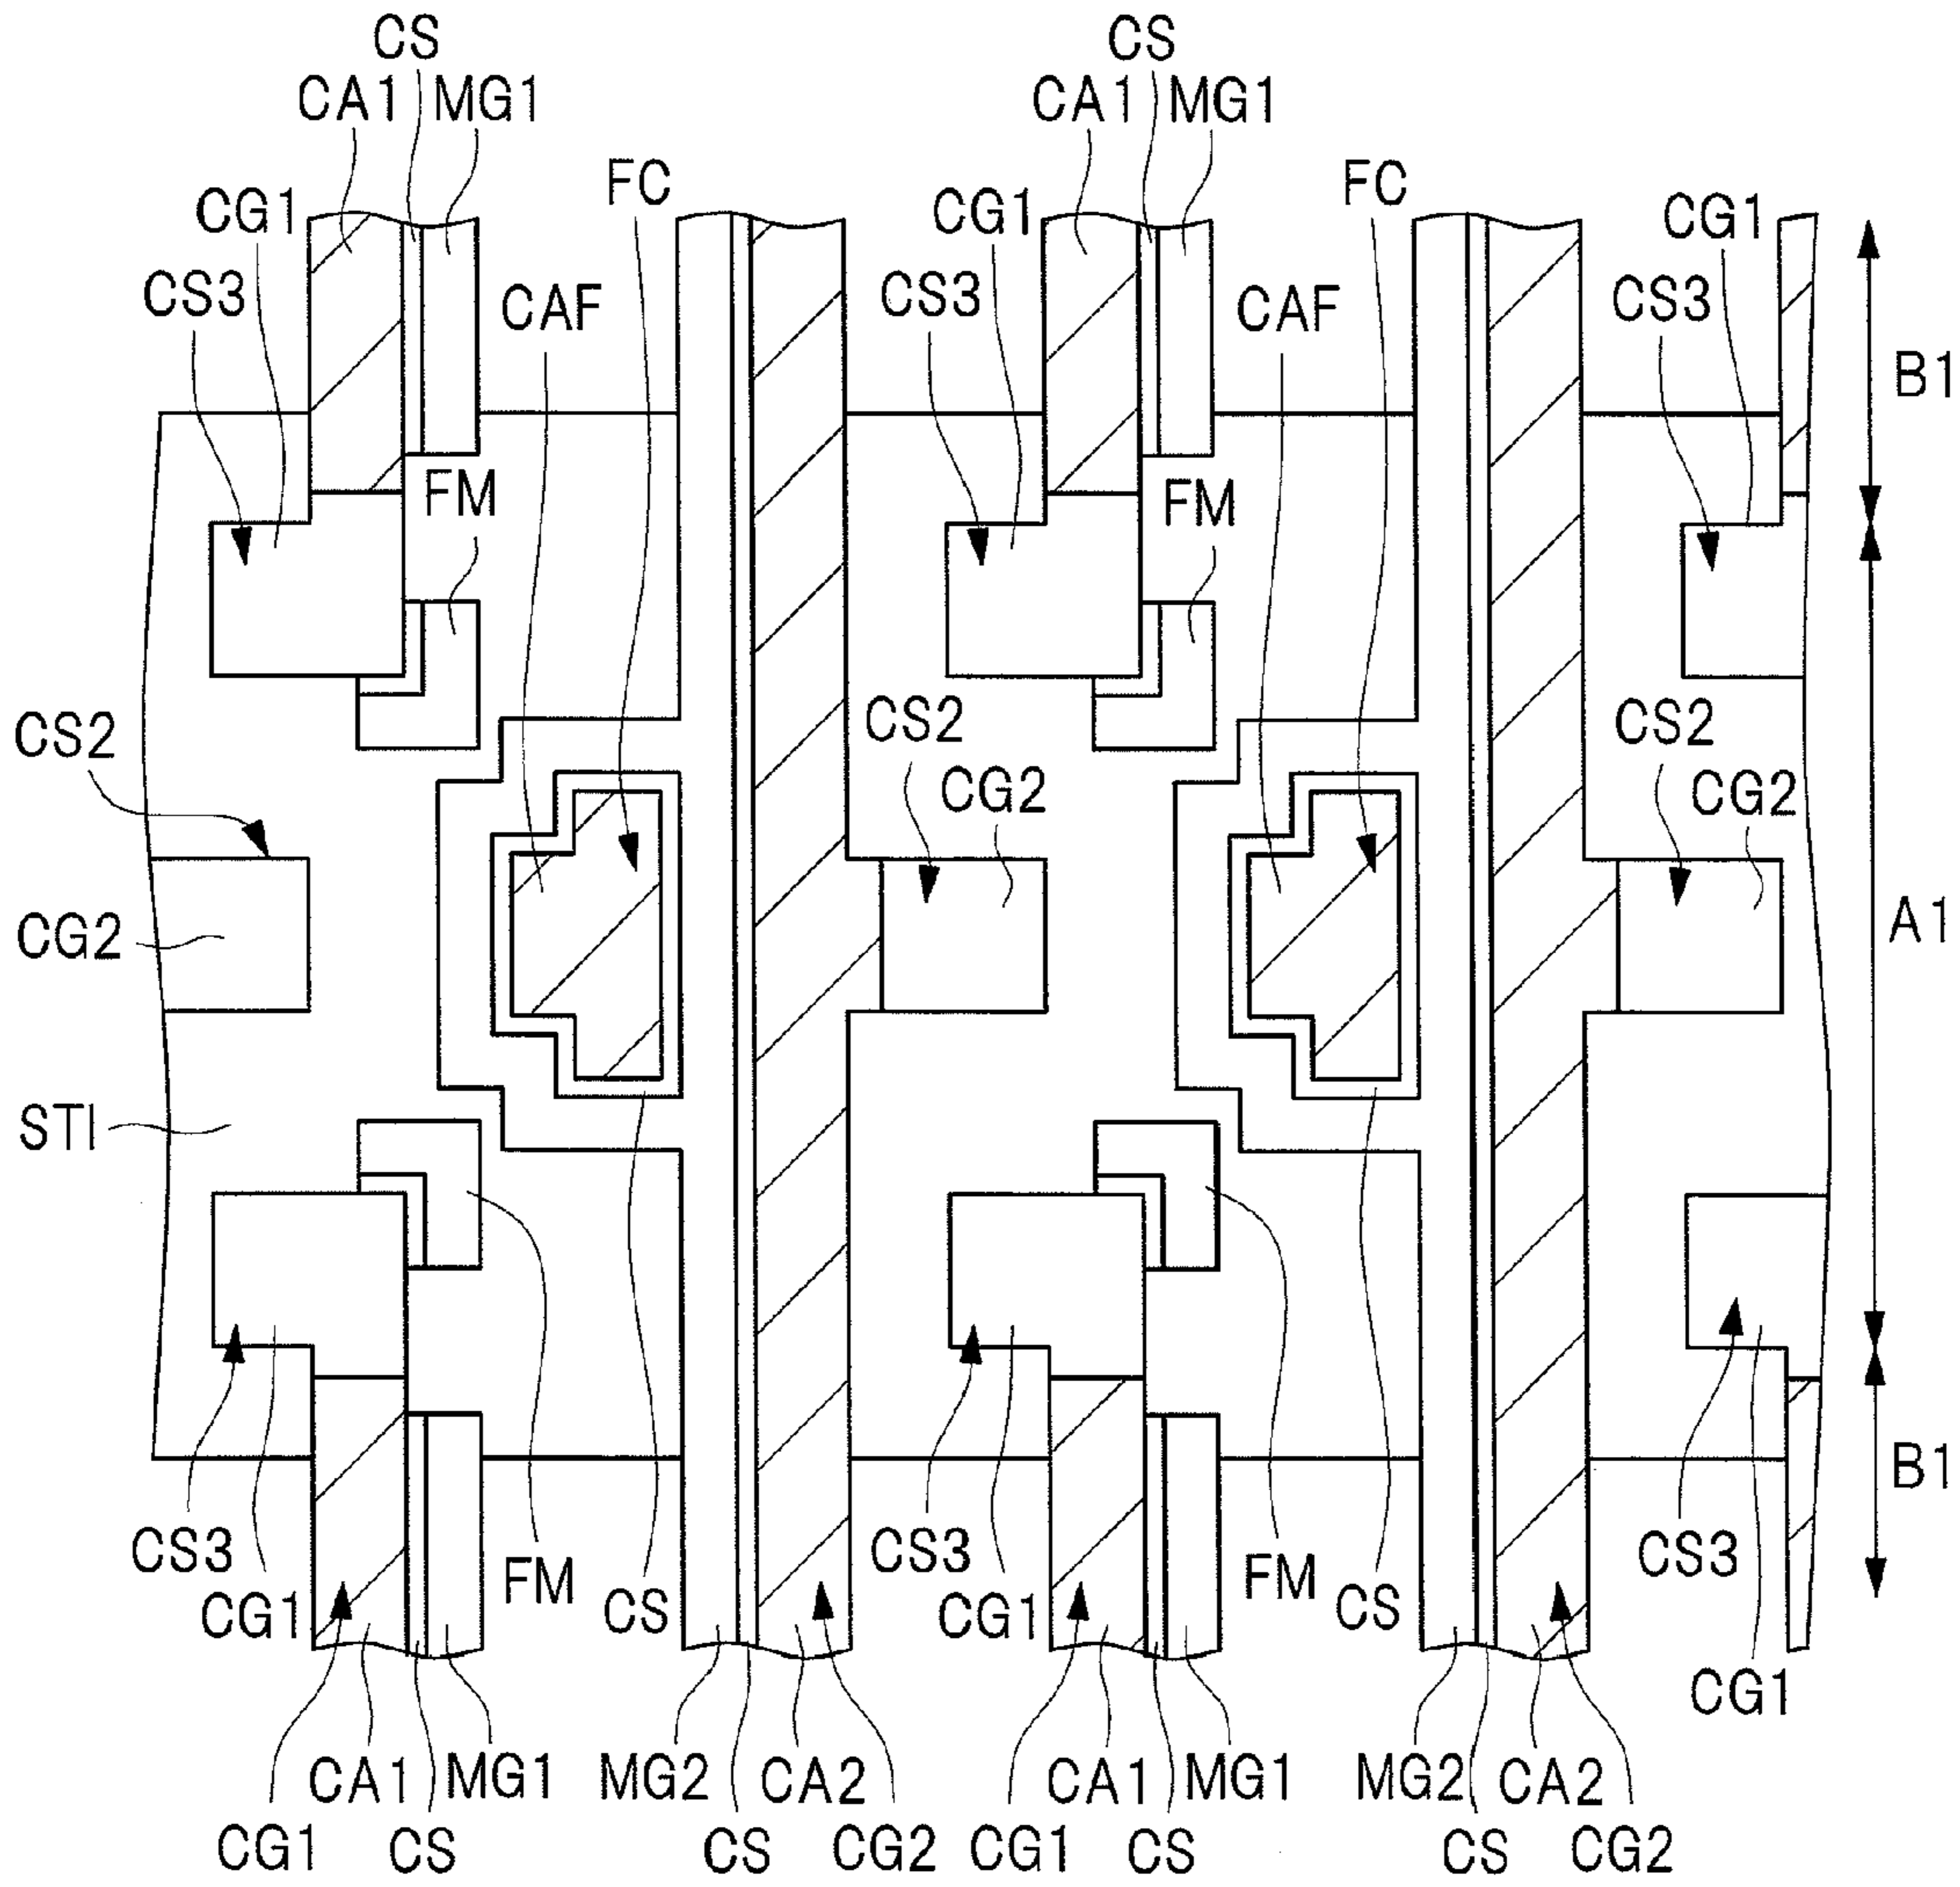 CS CS
CA1 MG1 CA1 MG1
FC FC
CG1 CG1 CG1
CS3 CAF CS3 CAF CS3
B1
FM FM
CS2 CS2 CS2
CG2 CG2
CG2 A1
STI
B1
CS3 CS3 CS3
CG1 FM CS CG1 FM CS
CG1
CA1 MG1 MG2 CA2 CA1 MG1 MG2 CA2
CG1 CS CS CG2 CG1 CS CS CG2